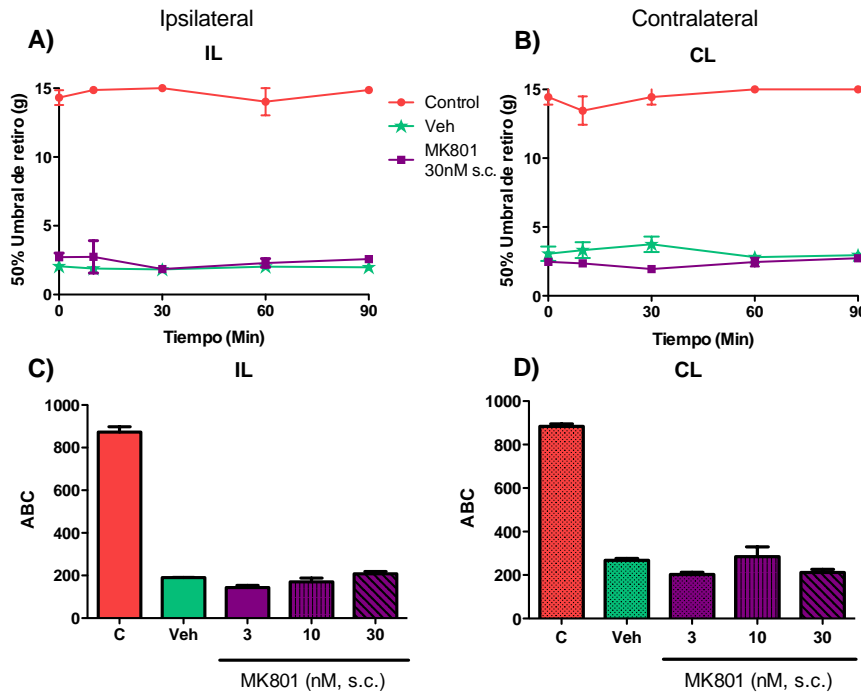 Ipsilateral
Contralateral
A)
IL
50% Umbral de retiro (g)
15
10
5
0
0
30
60
90
Tiempo (Min)
Control
Veh
MK801
30nM s.c.
B)
CL
50% Umbral de retiro (g)
15
10
5
0
0
30
60
90
Tiempo (Min)
C)
IL
ABC
1000
800
600
400
200
0
C
Veh
3
10
30
MK801 (nM, s.c.)
D)
CL
ABC
1000
800
600
400
200
0
C
Veh
3
10
30
MK801 (nM, s.c.)